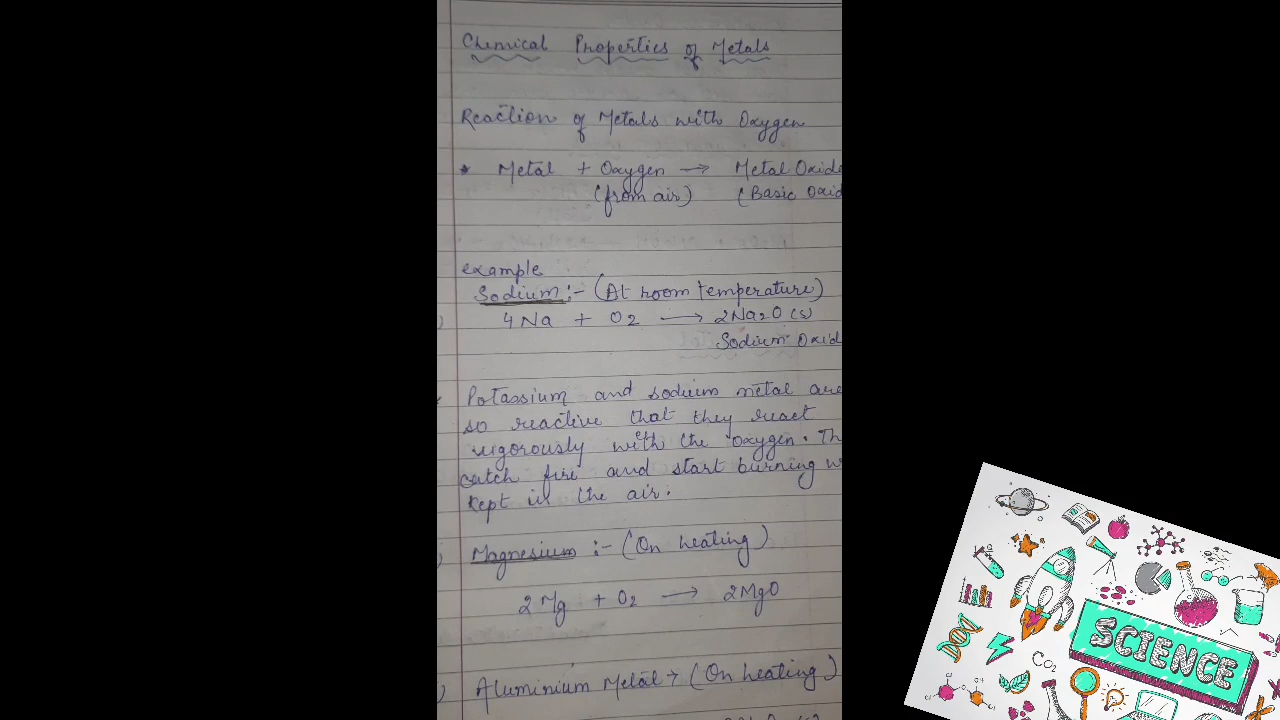 Chemical Properties of Metals
Reaction of Metals with Oxygen
* Metal + Oxygen → Metal Oxide
(from air) (Basic Oxid
example
Sodium :- (At room temperature)
) 4Na + O2 → 2Na2O (s)
Sodium Oxid
* Potassium and sodium metal are
so reactive that they react
vigorously with the oxygen. Th
catch fire and start burning w
kept in the air.
) Magnesium :- (On heating)
2Mg + O2 → 2MgO
) Aluminium Metal → (On heating)
SCIENCE
CO2